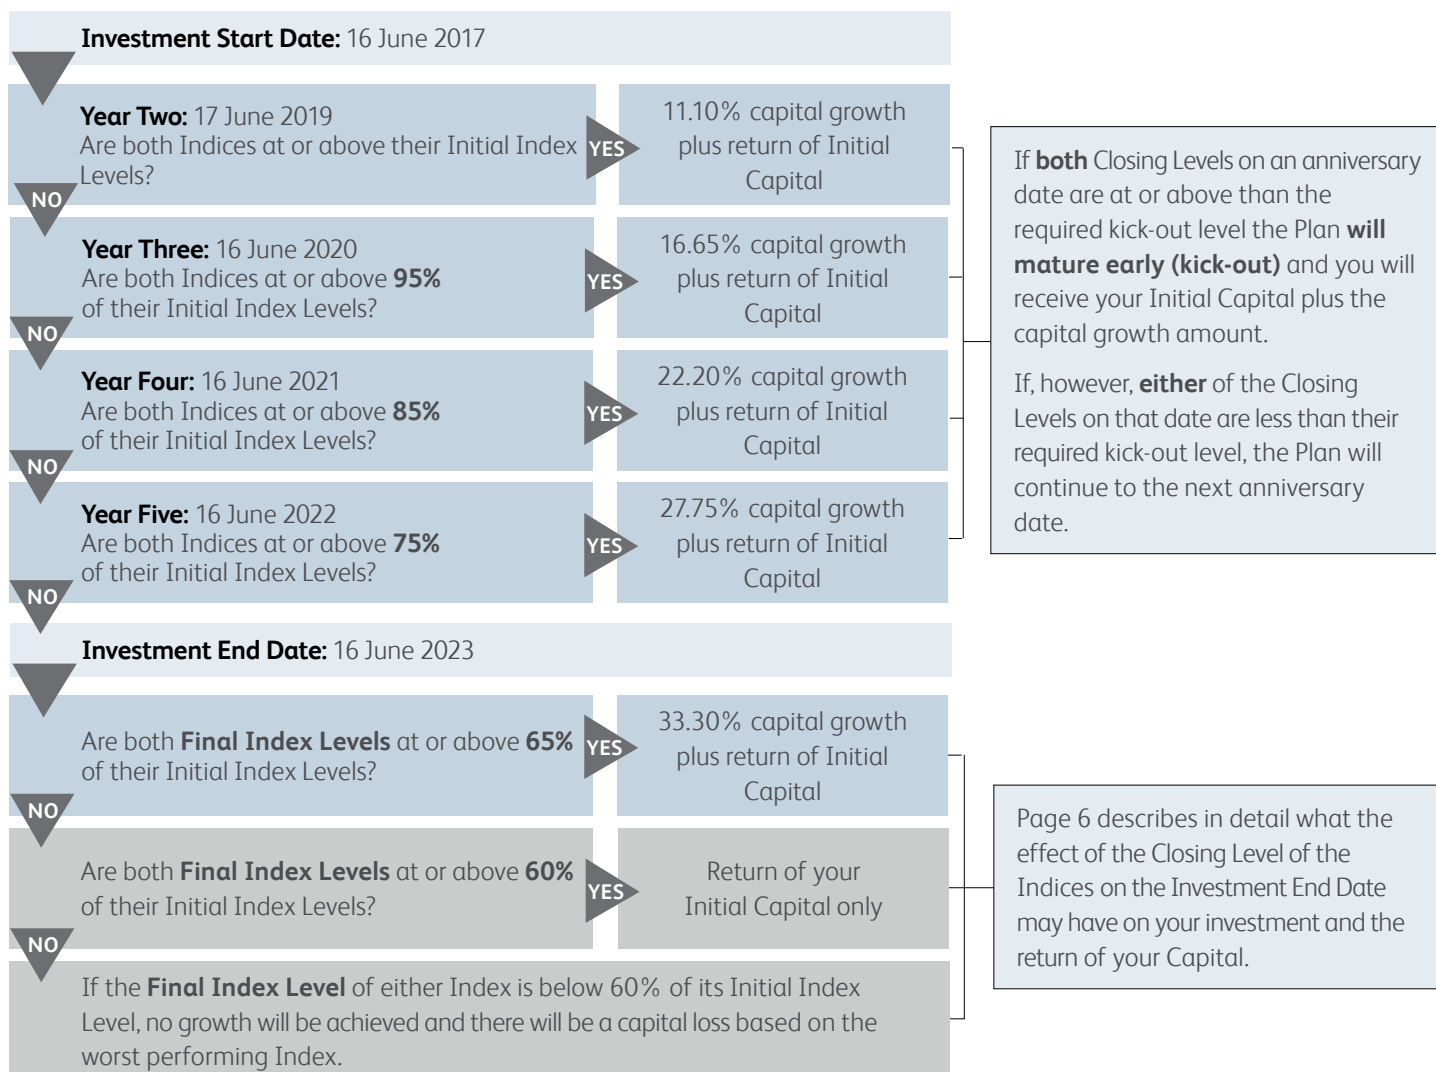 Investment Start Date: 16 June 2017
Year Two: 17 June 2019
Are both Indices at or above their Initial Index
Levels?
YES
11.10% capital growth
plus return of Initial
Capital
NO
Year Three: 16 June 2020
Are both Indices at or above 95%
of their Initial Index Levels?
YES
16.65% capital growth
plus return of Initial
Capital
NO
Year Four: 16 June 2021
Are both Indices at or above 85%
of their Initial Index Levels?
YES
22.20% capital growth
plus return of Initial
Capital
NO
Year Five: 16 June 2022
Are both Indices at or above 75%
of their Initial Index Levels?
YES
27.75% capital growth
plus return of Initial
Capital
NO
If both Closing Levels on an anniversary
date are at or above than the
required kick-out level the Plan will
mature early (kick-out) and you will
receive your Initial Capital plus the
capital growth amount.
If, however, either of the Closing
Levels on that date are less than their
required kick-out level, the Plan will
continue to the next anniversary
date.
Investment End Date: 16 June 2023
Are both Final Index Levels at or above 65%
of their Initial Index Levels?
YES
33.30% capital growth
plus return of Initial
Capital
NO
Are both Final Index Levels at or above 60%
of their Initial Index Levels?
YES
Return of your
Initial Capital only
NO
If the Final Index Level of either Index is below 60% of its Initial Index
Level, no growth will be achieved and there will be a capital loss based on the
worst performing Index.
Page 6 describes in detail what the
effect of the Closing Level of the
Indices on the Investment End Date
may have on your investment and the
return of your Capital.